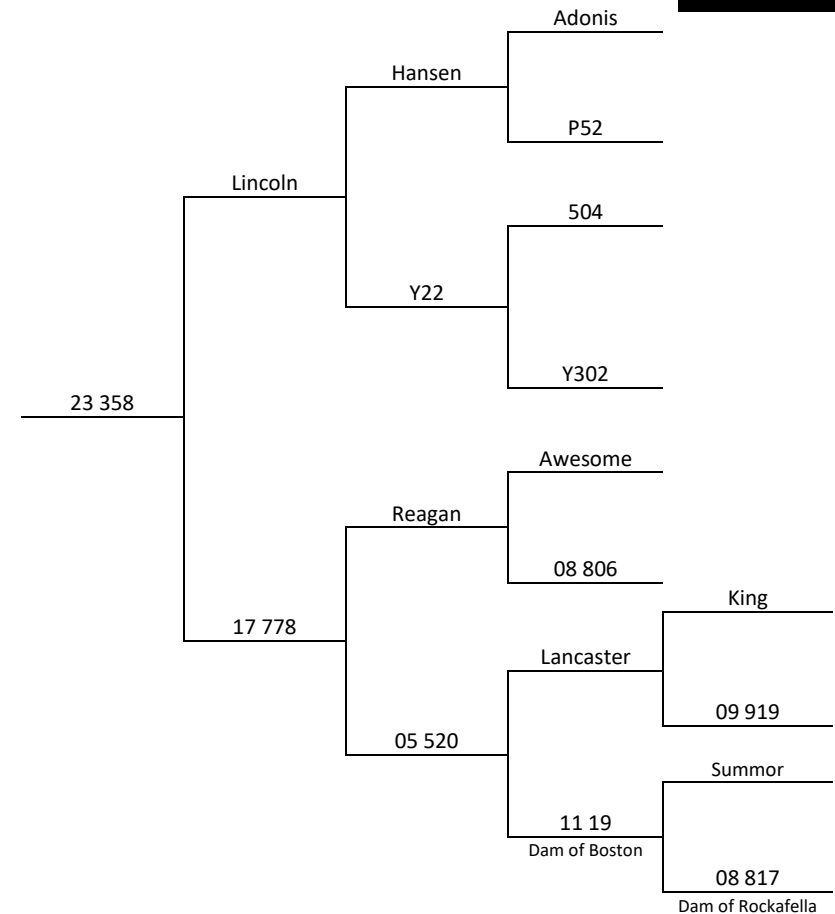 Adonis
Hansen
P52
Lincoln
504
Y22
Y302
23 358
Awesome
Reagan
08 806
King
17 778
Lancaster
09 919
05 520
Summor
11 19
Dam of Boston
08 817
Dam of Rockafella